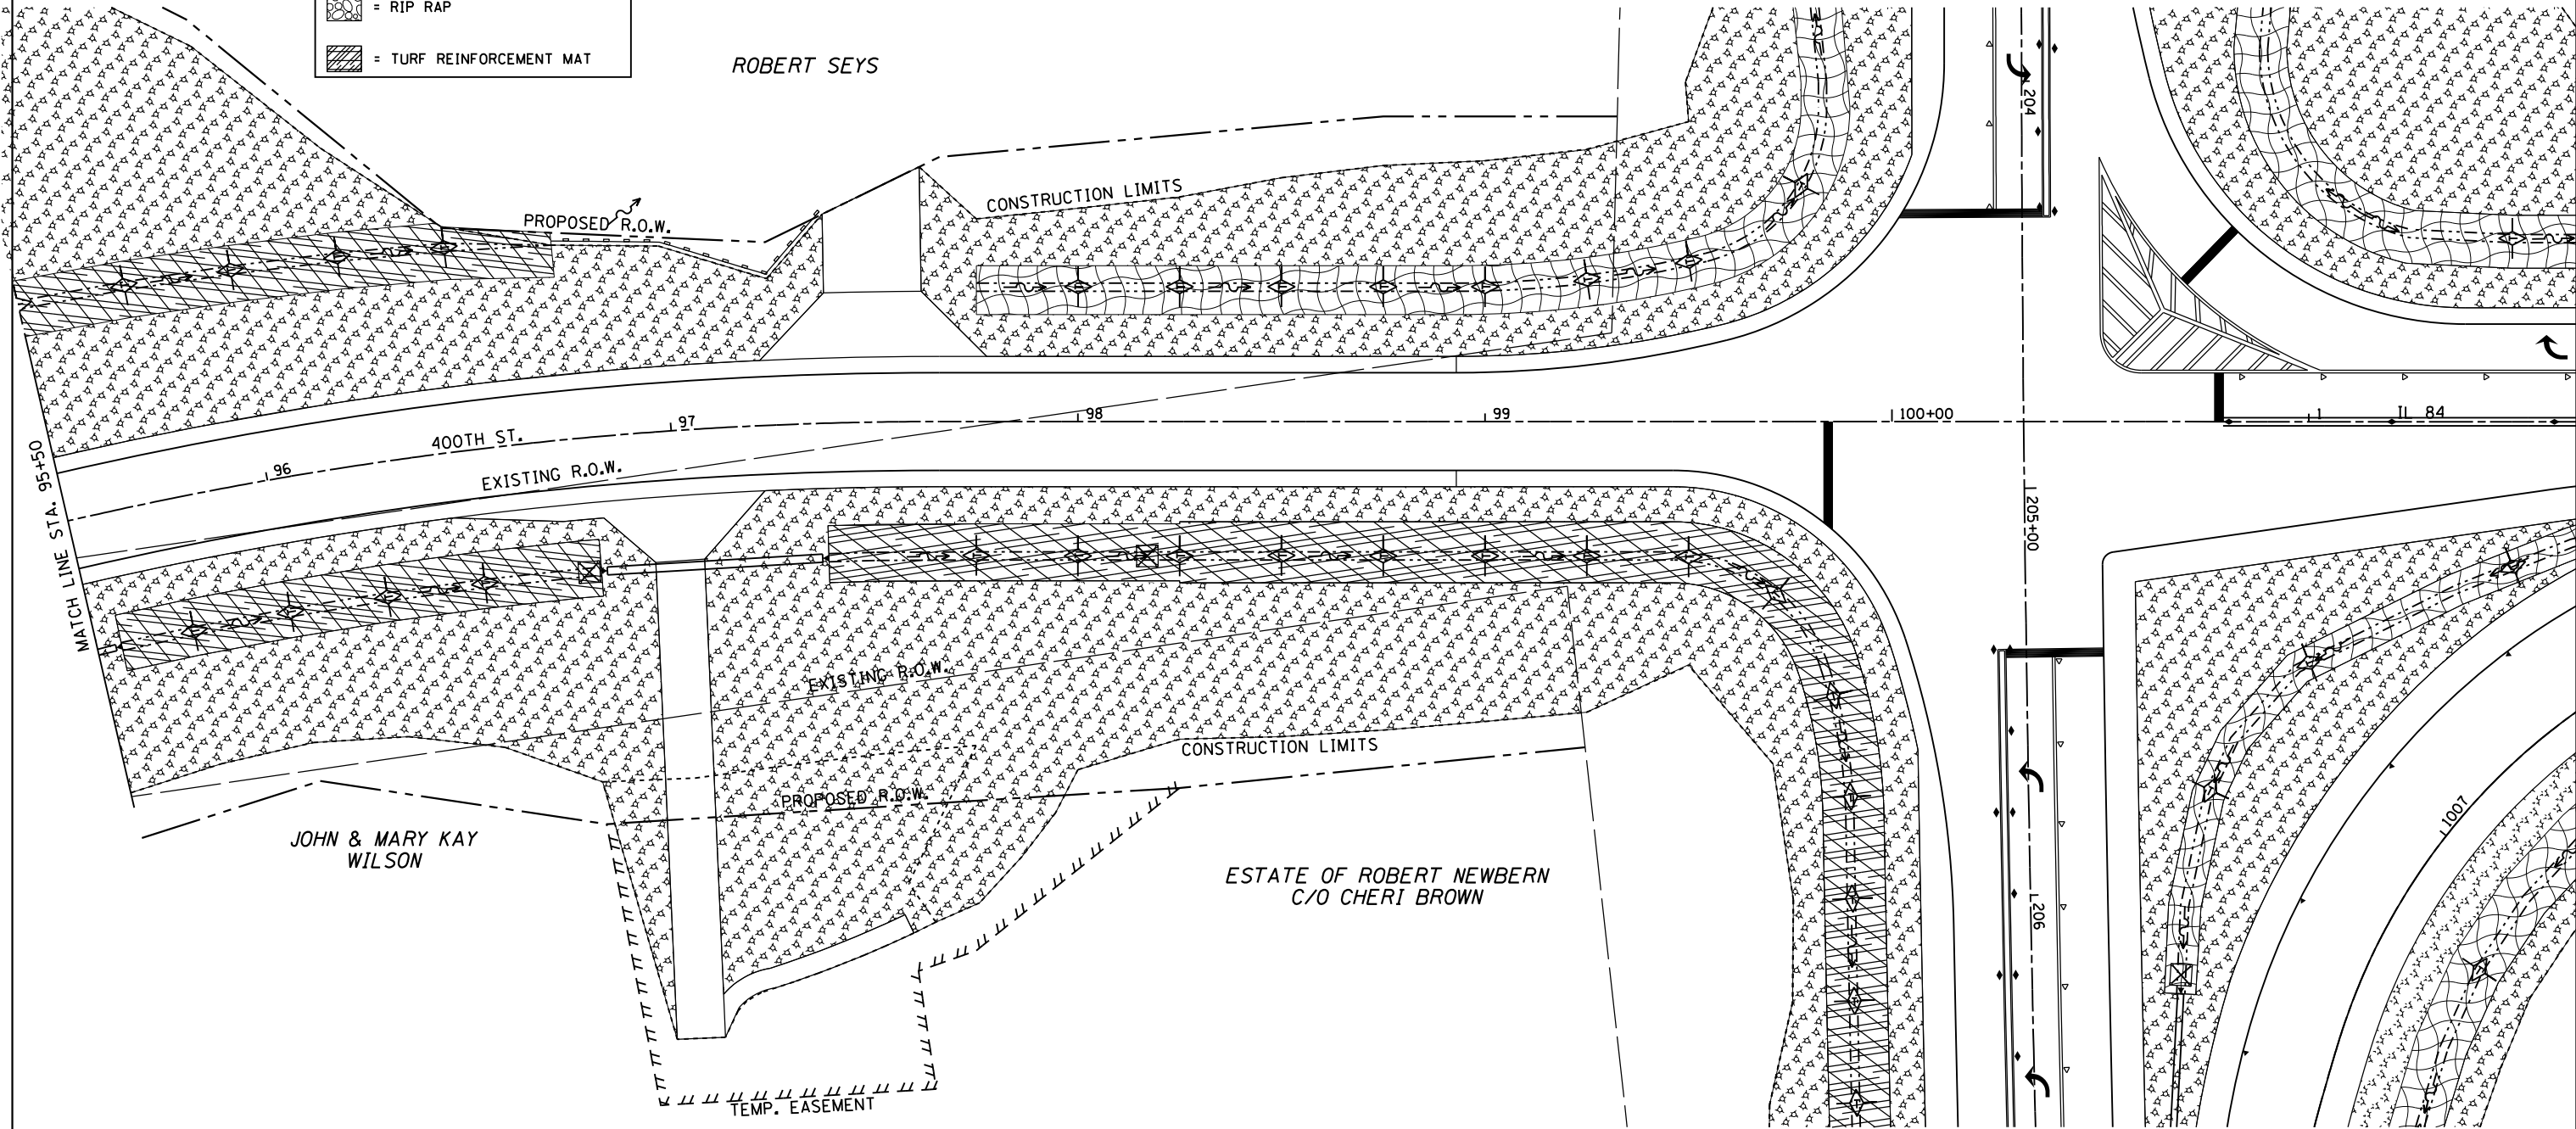 = RIP RAP
= TURF REINFORCEMENT MAT
ROBERT SEYS
204
CONSTRUCTION LIMITS
PROPOSED R.O.W.
98
99
100+00
1
IL 84
97
400TH ST.
96
EXISTING R.O.W.
MATCH LINE STA. 95+50
205+00
EXISTING R.O.W.
CONSTRUCTION LIMITS
PROPOSED R.O.W.
1007
JOHN & MARY KAY
WILSON
ESTATE OF ROBERT NEWBERN
C/O CHERI BROWN
206
TEMP. EASEMENT